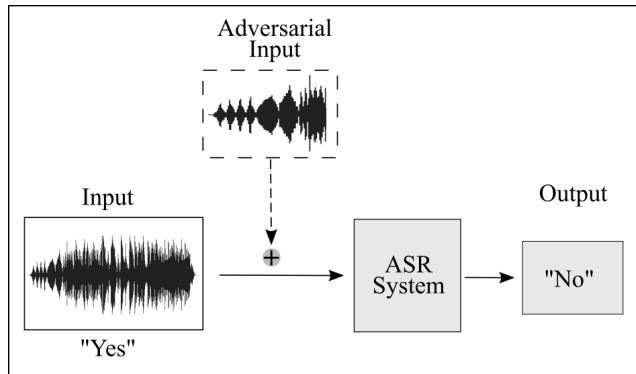 Adversarial
Input
Input
Output
+
ASR
System
"No"
"Yes"